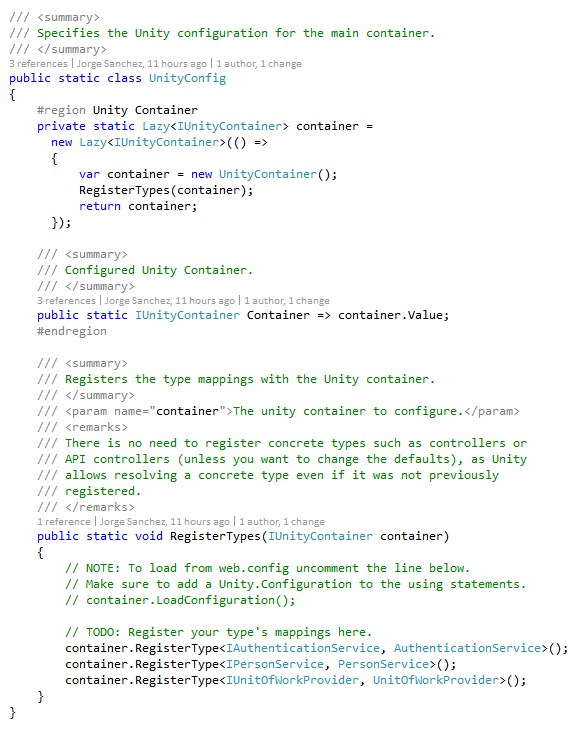 /// <summary>
/// Specifies the Unity configuration for the main container.
/// </summary>
3 references | Jorge Sanchez, 11 hours ago | 1 author, 1 change
public static class UnityConfig
{
    #region Unity Container
    private static Lazy<IUnityContainer> container =
      new Lazy<IUnityContainer>(() =>
      {
          var container = new UnityContainer();
          RegisterTypes(container);
          return container;
      });

    /// <summary>
    /// Configured Unity Container.
    /// </summary>
    3 references | Jorge Sanchez, 11 hours ago | 1 author, 1 change
    public static IUnityContainer Container => container.Value;
    #endregion

    /// <summary>
    /// Registers the type mappings with the Unity container.
    /// </summary>
    /// <param name="container">The unity container to configure.</param>
    /// <remarks>
    /// There is no need to register concrete types such as controllers or
    /// API controllers (unless you want to change the defaults), as Unity
    /// allows resolving a concrete type even if it was not previously
    /// registered.
    /// </remarks>
    1 reference | Jorge Sanchez, 11 hours ago | 1 author, 1 change
    public static void RegisterTypes(IUnityContainer container)
    {
        // NOTE: To load from web.config uncomment the line below.
        // Make sure to add a Unity.Configuration to the using statements.
        // container.LoadConfiguration();

        // TODO: Register your type's mappings here.
        container.RegisterType<IAuthenticationService, AuthenticationService>();
        container.RegisterType<IPersonService, PersonService>();
        container.RegisterType<IUnitOfWorkProvider, UnitOfWorkProvider>();
    }
}